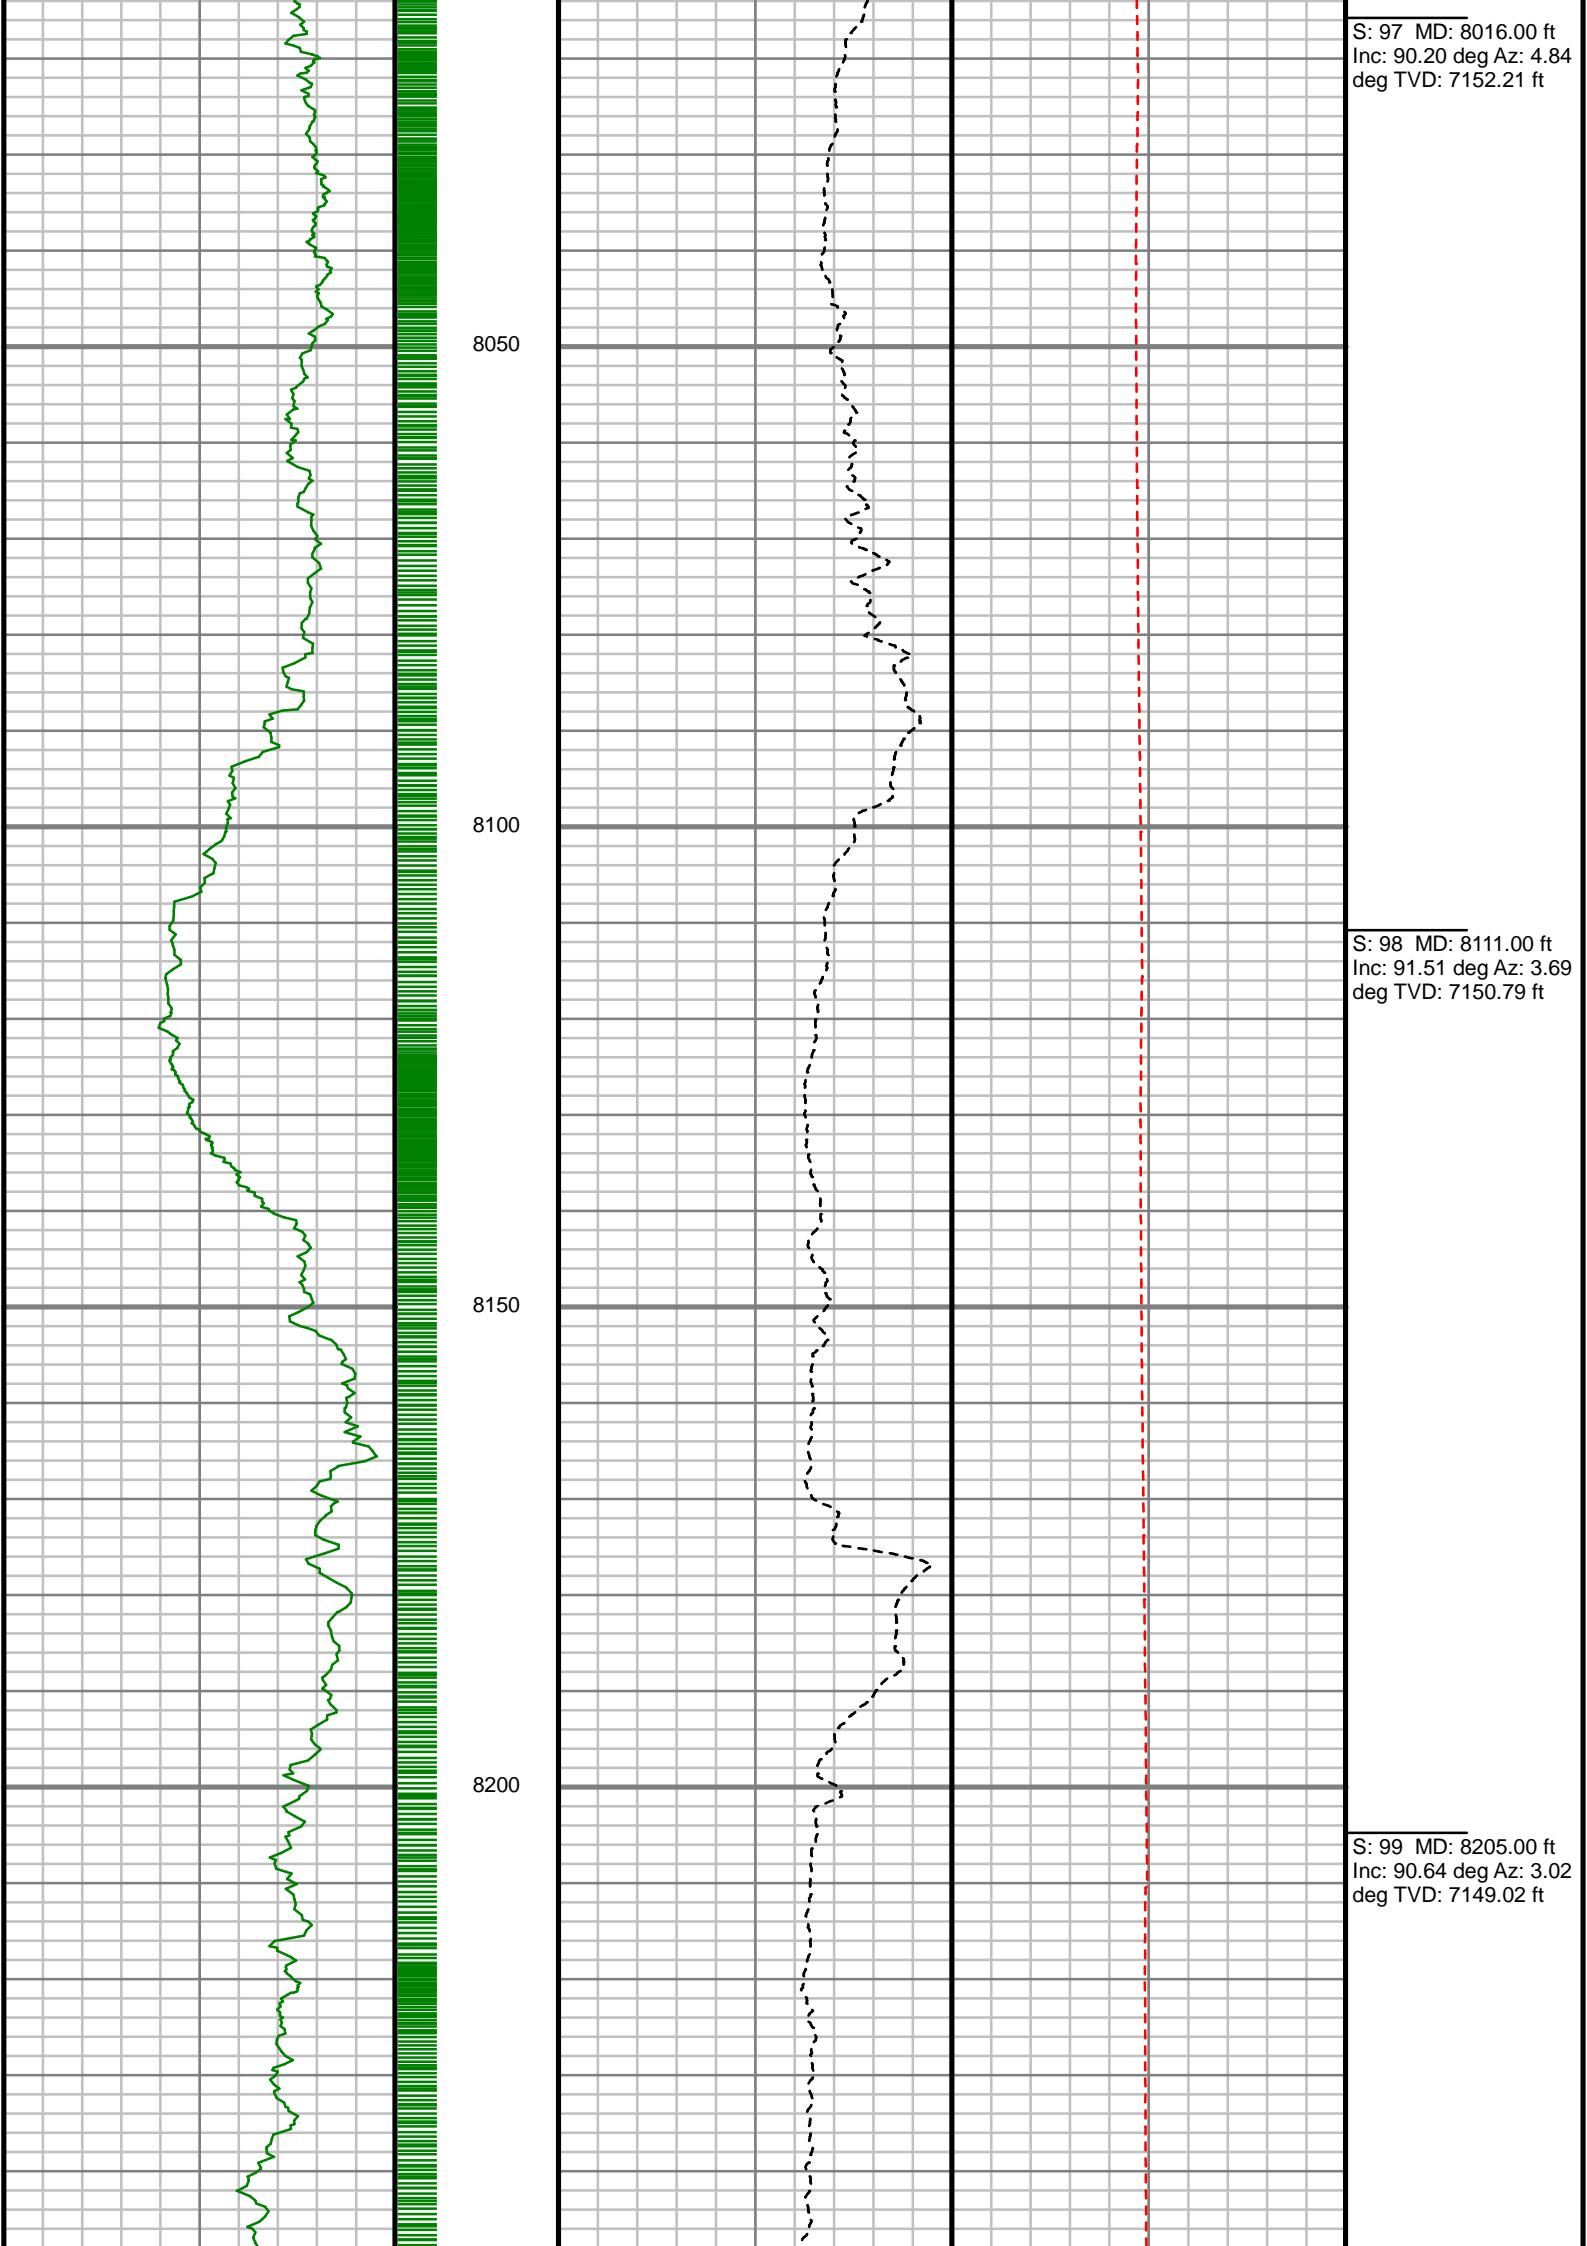 S: 97 MD: 8016.00 ft
Inc: 90.20 deg Az: 4.84
deg TVD: 7152.21 ft
8050
8100
S: 98 MD: 8111.00 ft
Inc: 91.51 deg Az: 3.69
deg TVD: 7150.79 ft
8150
8200
S: 99 MD: 8205.00 ft
Inc: 90.64 deg Az: 3.02
deg TVD: 7149.02 ft